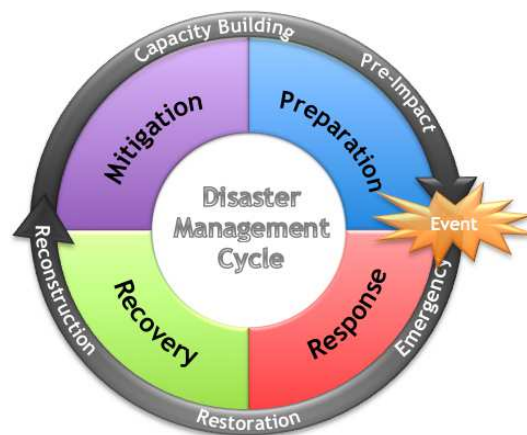 Capacity Building
Pre-Impact
Mitigation
Preparation
Disaster
Management
Cycle
Event
Reconstruction
Recovery
Response
Emergency
Restoration